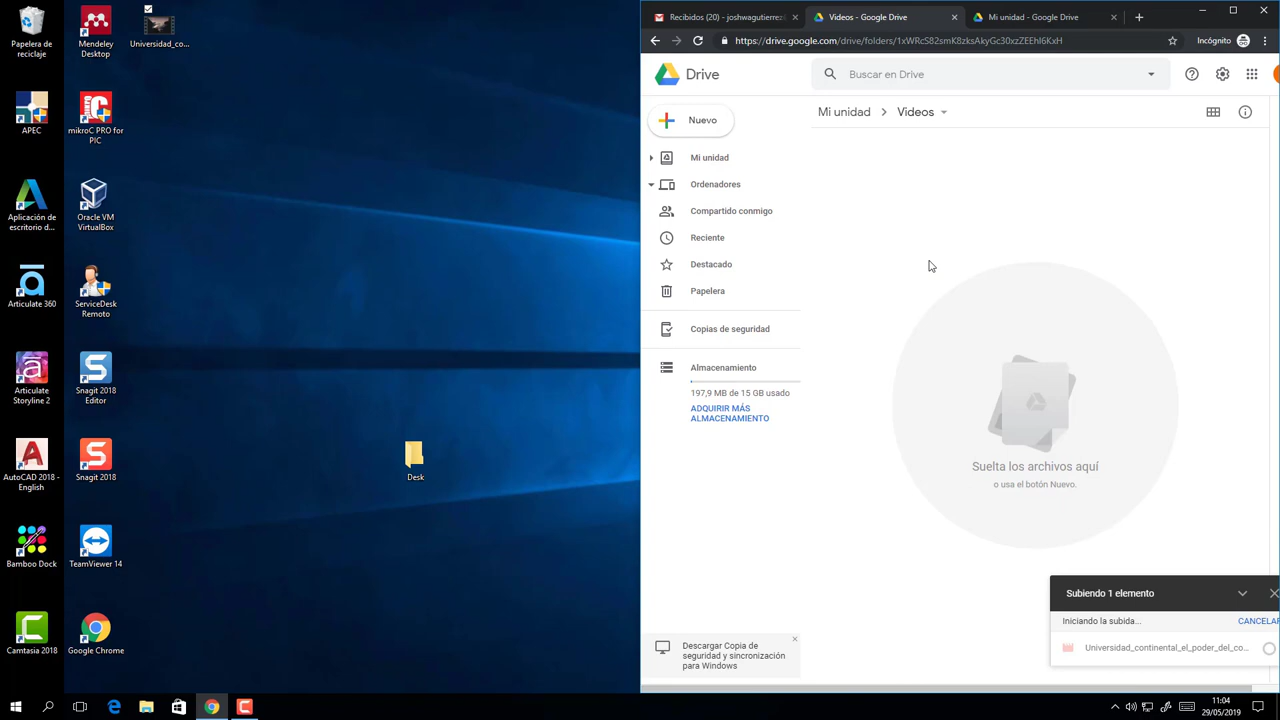 Papelera de
reciclaje
Mendeley
Desktop
Universidad_co...
APEC
mikroC PRO for
PIC
Aplicación de
escritorio d...
Oracle VM
VirtualBox
Articulate 360
ServiceDesk
Remoto
Articulate
Storyline 2
Snagit 2018
Editor
AutoCAD 2018 -
English
Snagit 2018
Desk
Bamboo Dock
TeamViewer 14
Camtasia 2018
Google Chrome
Recibidos (20) - joshwagutierrez
Videos - Google Drive
Mi unidad - Google Drive
https://drive.google.com/drive/folders/1xWRcS82smK8zksAkyGc30xzZEEhI6KxH
Incógnito
Drive
Buscar en Drive
Nuevo
Mi unidad
Videos
Mi unidad
Ordenadores
Compartido conmigo
Reciente
Destacado
Papelera
Copias de seguridad
Almacenamiento
197,9 MB de 15 GB usado
ADQUIRIR MÁS
ALMACENAMIENTO
Suelta los archivos aquí
o usa el botón Nuevo.
Descargar Copia de
seguridad y sincronización
para Windows
Subiendo 1 elemento
Iniciando la subida...
CANCELAR
Universidad_continental_el_poder_del_co...
11:04
29/05/2019